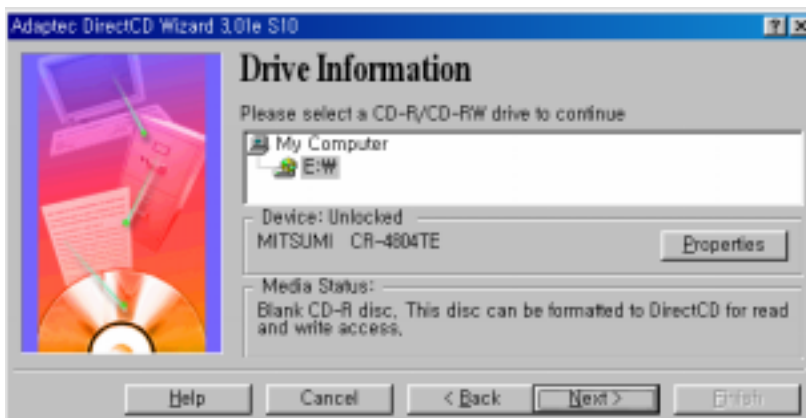 Adaptec DirectCD Wizard 3.01e S10
Drive Information
Please select a CD-R/CD-RW drive to continue
My Computer
E:₩
Device: Unlocked
MITSUMI CR-4804TE
Properties
Media Status:
Blank CD-R disc, This disc can be formatted to DirectCD for read
and write access,
Help
Cancel
< Back
Next >
Finish